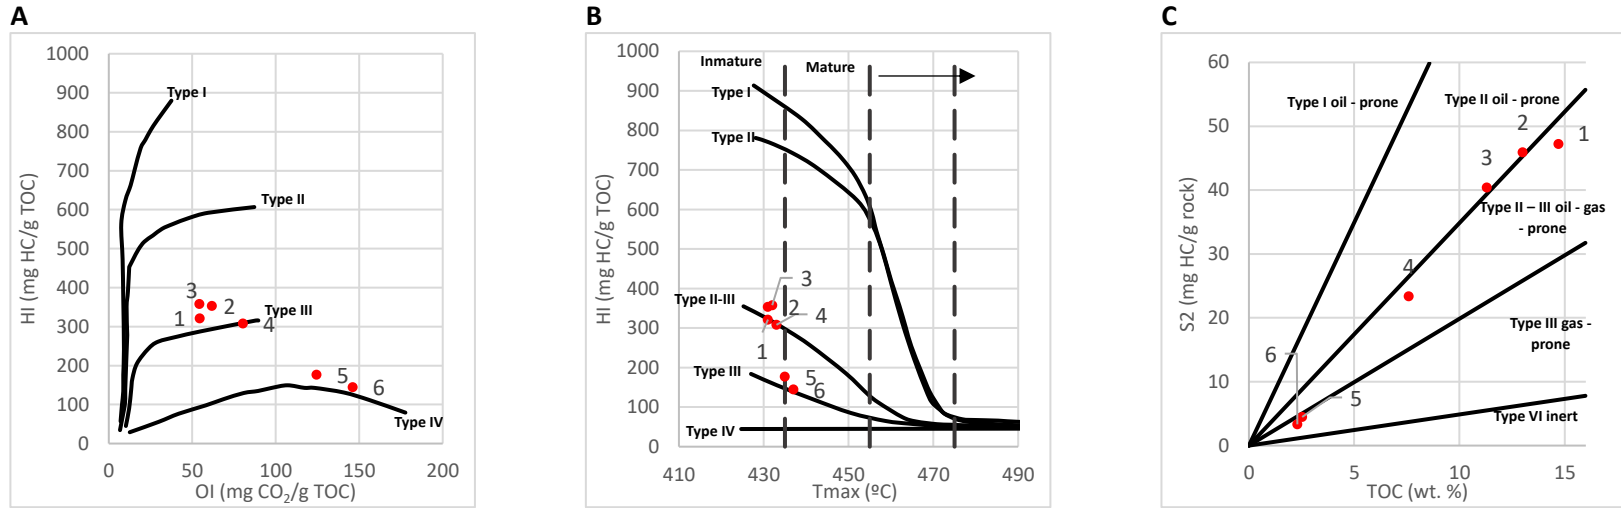 A
1000
900
800
700
600
500
400
300
200
100
0
HI (mg HC/g TOC)
Type I
Type II
Type III
Type IV
3
2
1
4
5
6
0 50 100 150 200
OI (mg CO₂/g TOC)
B
1000
900
800
700
600
500
400
300
200
100
0
HI (mg HC/g TOC)
Inmature
Mature
Type I
Type II
Type II-III
Type III
Type IV
3
2
4
1
5
6
410 430 450 470 490
Tmax (ºC)
C
60
50
40
30
20
10
0
S2 (mg HC/g rock)
Type I oil - prone
Type II oil - prone
2
1
3
Type II – III oil - gas
- prone
4
Type III gas -
prone
6
5
Type VI inert
0 5 10 15
TOC (wt. %)